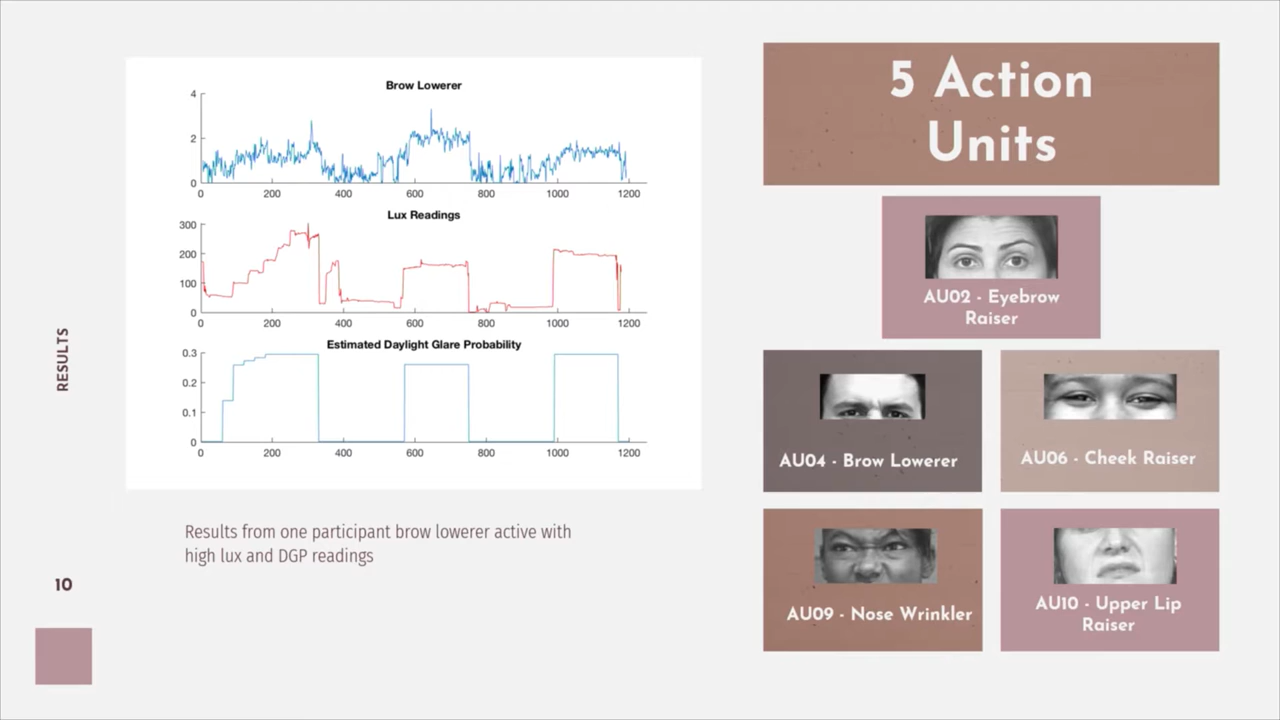 RESULTS
10
Brow Lowerer
4
2
0
0 200 400 600 800 1000 1200
Lux Readings
300
200
100
0
0 200 400 600 800 1000 1200
Estimated Daylight Glare Probability
0.3
0.2
0.1
0
0 200 400 600 800 1000 1200
Results from one participant brow lowerer active with
high lux and DGP readings
5 Action
Units
AU02 - Eyebrow
Raiser
AU04 - Brow Lowerer
AU06 - Cheek Raiser
AU09 - Nose Wrinkler
AU10 - Upper Lip
Raiser